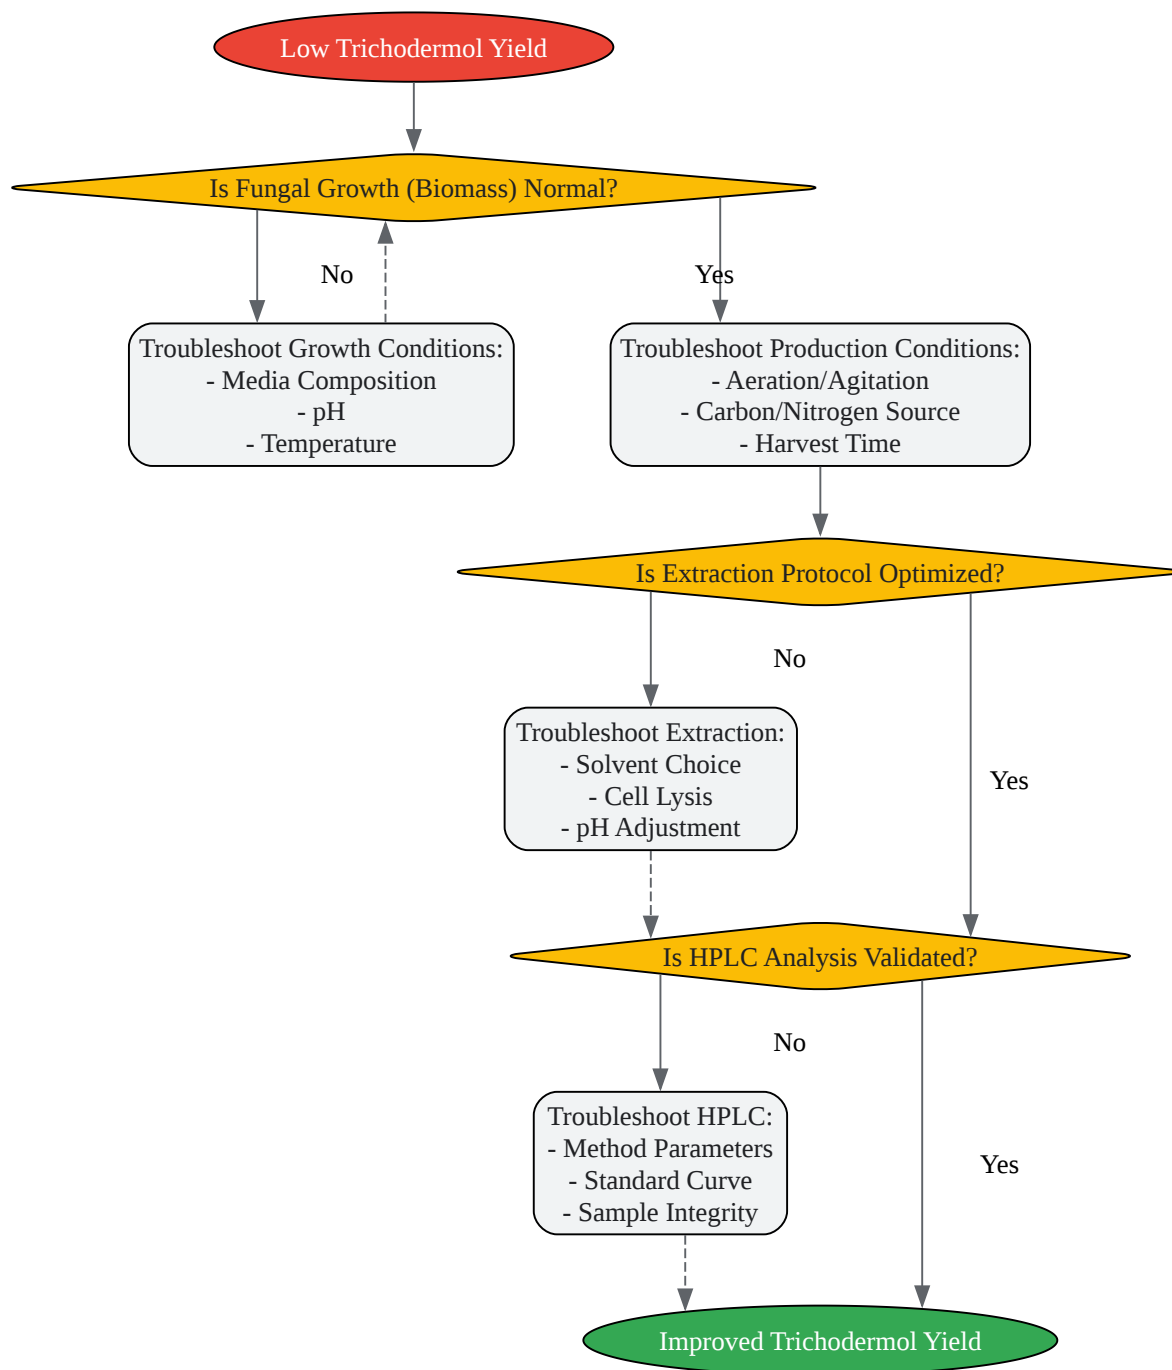 Low Trichodermol Yield
Is Fungal Growth (Biomass) Normal?
No
Yes
Troubleshoot Growth Conditions:
- Media Composition
- pH
- Temperature
Troubleshoot Production Conditions:
- Aeration/Agitation
- Carbon/Nitrogen Source
- Harvest Time
Is Extraction Protocol Optimized?
No
Troubleshoot Extraction:
- Solvent Choice
- Cell Lysis
- pH Adjustment
Yes
Is HPLC Analysis Validated?
No
Troubleshoot HPLC:
- Method Parameters
- Standard Curve
- Sample Integrity
Yes
Improved Trichodermol Yield